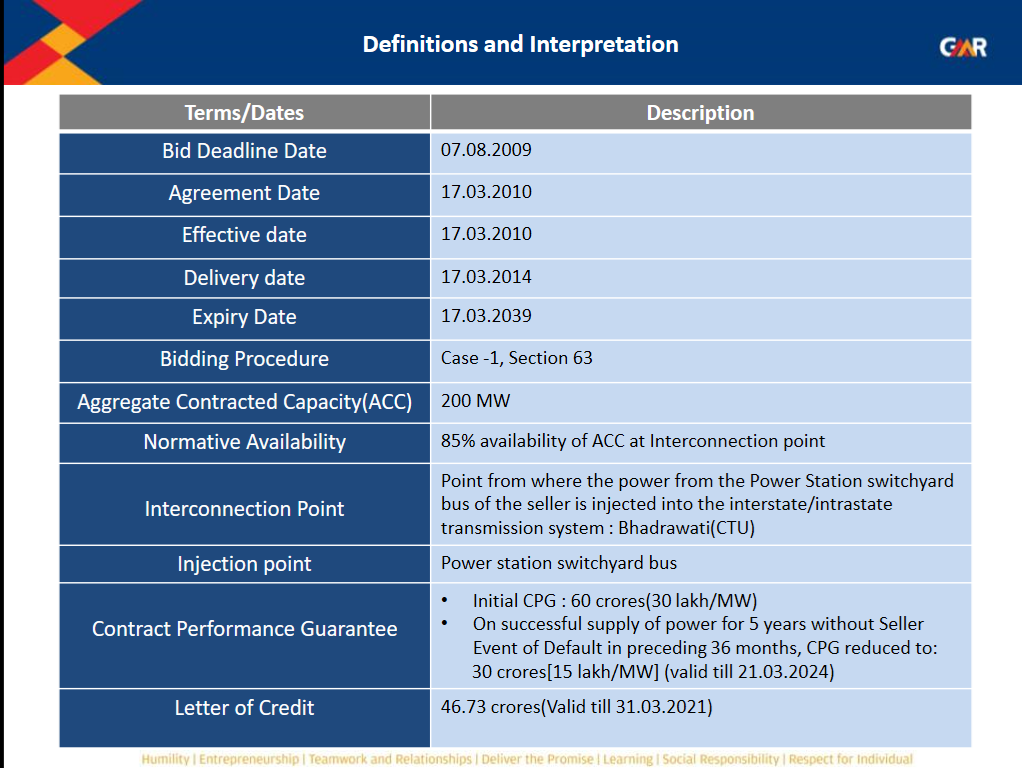 Definitions and Interpretation
GMR
Terms/Dates
Description
Bid Deadline Date
07.08.2009
Agreement Date
17.03.2010
Effective date
17.03.2010
Delivery date
17.03.2014
Expiry Date
17.03.2039
Bidding Procedure
Case -1, Section 63
Aggregate Contracted Capacity(ACC)
200 MW
Normative Availability
85% availability of ACC at Interconnection point
Interconnection Point
Point from where the power from the Power Station switchyard
bus of the seller is injected into the interstate/intrastate
transmission system : Bhadrawati(CTU)
Injection point
Power station switchyard bus
Contract Performance Guarantee
• Initial CPG : 60 crores(30 lakh/MW)
• On successful supply of power for 5 years without Seller
Event of Default in preceding 36 months, CPG reduced to:
30 crores[15 lakh/MW] (valid till 21.03.2024)
Letter of Credit
46.73 crores(Valid till 31.03.2021)
Humility | Entrepreneurship | Teamwork and Relationships | Deliver the Promise | Learning | Social Responsibility | Respect for Individual